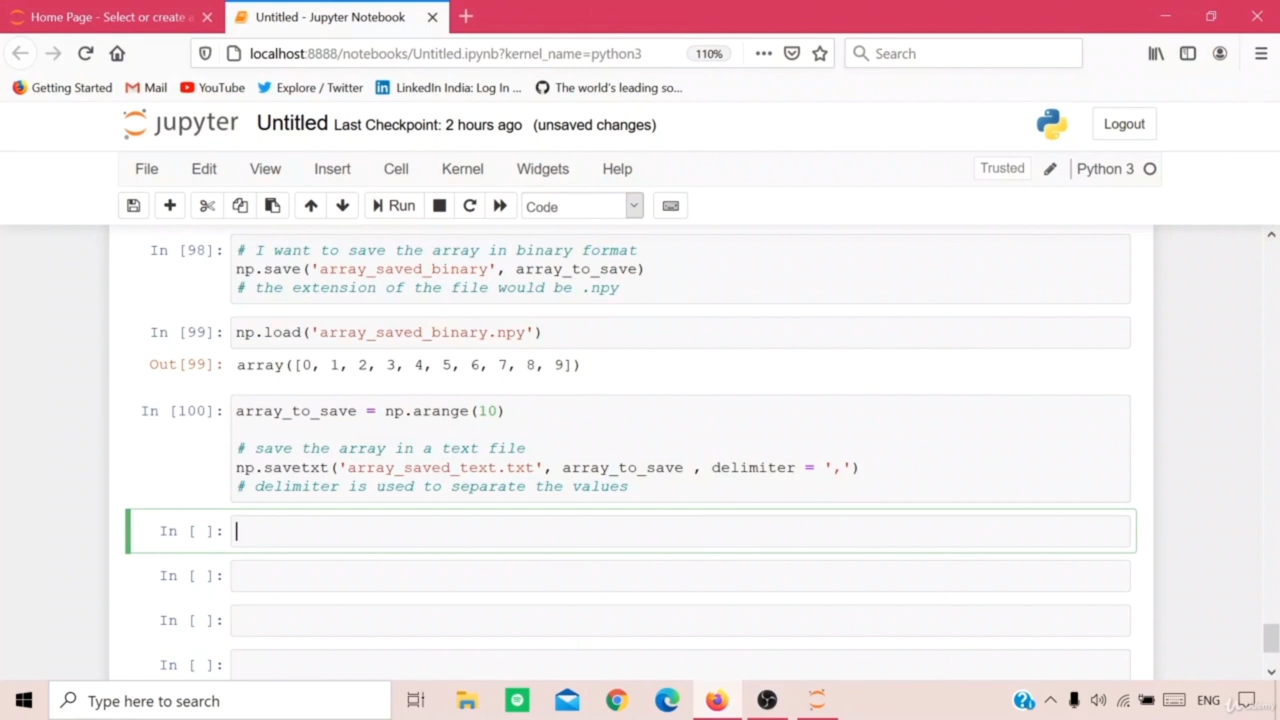 Home Page - Select or create a
Untitled - Jupyter Notebook
localhost:8888/notebooks/Untitled.ipynb?kernel_name=python3
110%
Search
Getting Started
Mail
YouTube
Explore / Twitter
LinkedIn India: Log In ...
The world's leading so...
jupyter
Untitled Last Checkpoint: 2 hours ago (unsaved changes)
Logout
File Edit View Insert Cell Kernel Widgets Help
Trusted
Python 3
Run
Code
In [98]: # I want to save the array in binary format
np.save('array_saved_binary', array_to_save)
# the extension of the file would be .npy
In [99]: np.load('array_saved_binary.npy')
Out[99]: array([0, 1, 2, 3, 4, 5, 6, 7, 8, 9])
In [100]: array_to_save = np.arange(10)
# save the array in a text file
np.savetxt('array_saved_text.txt', array_to_save , delimiter = ',')
# delimiter is used to separate the values
In [ ]:
In [ ]:
In [ ]:
In [ ]:
Type here to search
ENG
Udemy